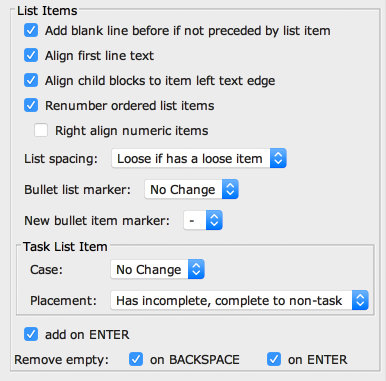 List Items
Add blank line before if not preceded by list item
Align first line text
Align child blocks to item left text edge
Renumber ordered list items
Right align numeric items
List spacing: Loose if has a loose item
Bullet list marker: No Change
New bullet item marker: -
Task List Item
Case: No Change
Placement: Has incomplete, complete to non-task
add on ENTER
Remove empty: on BACKSPACE on ENTER